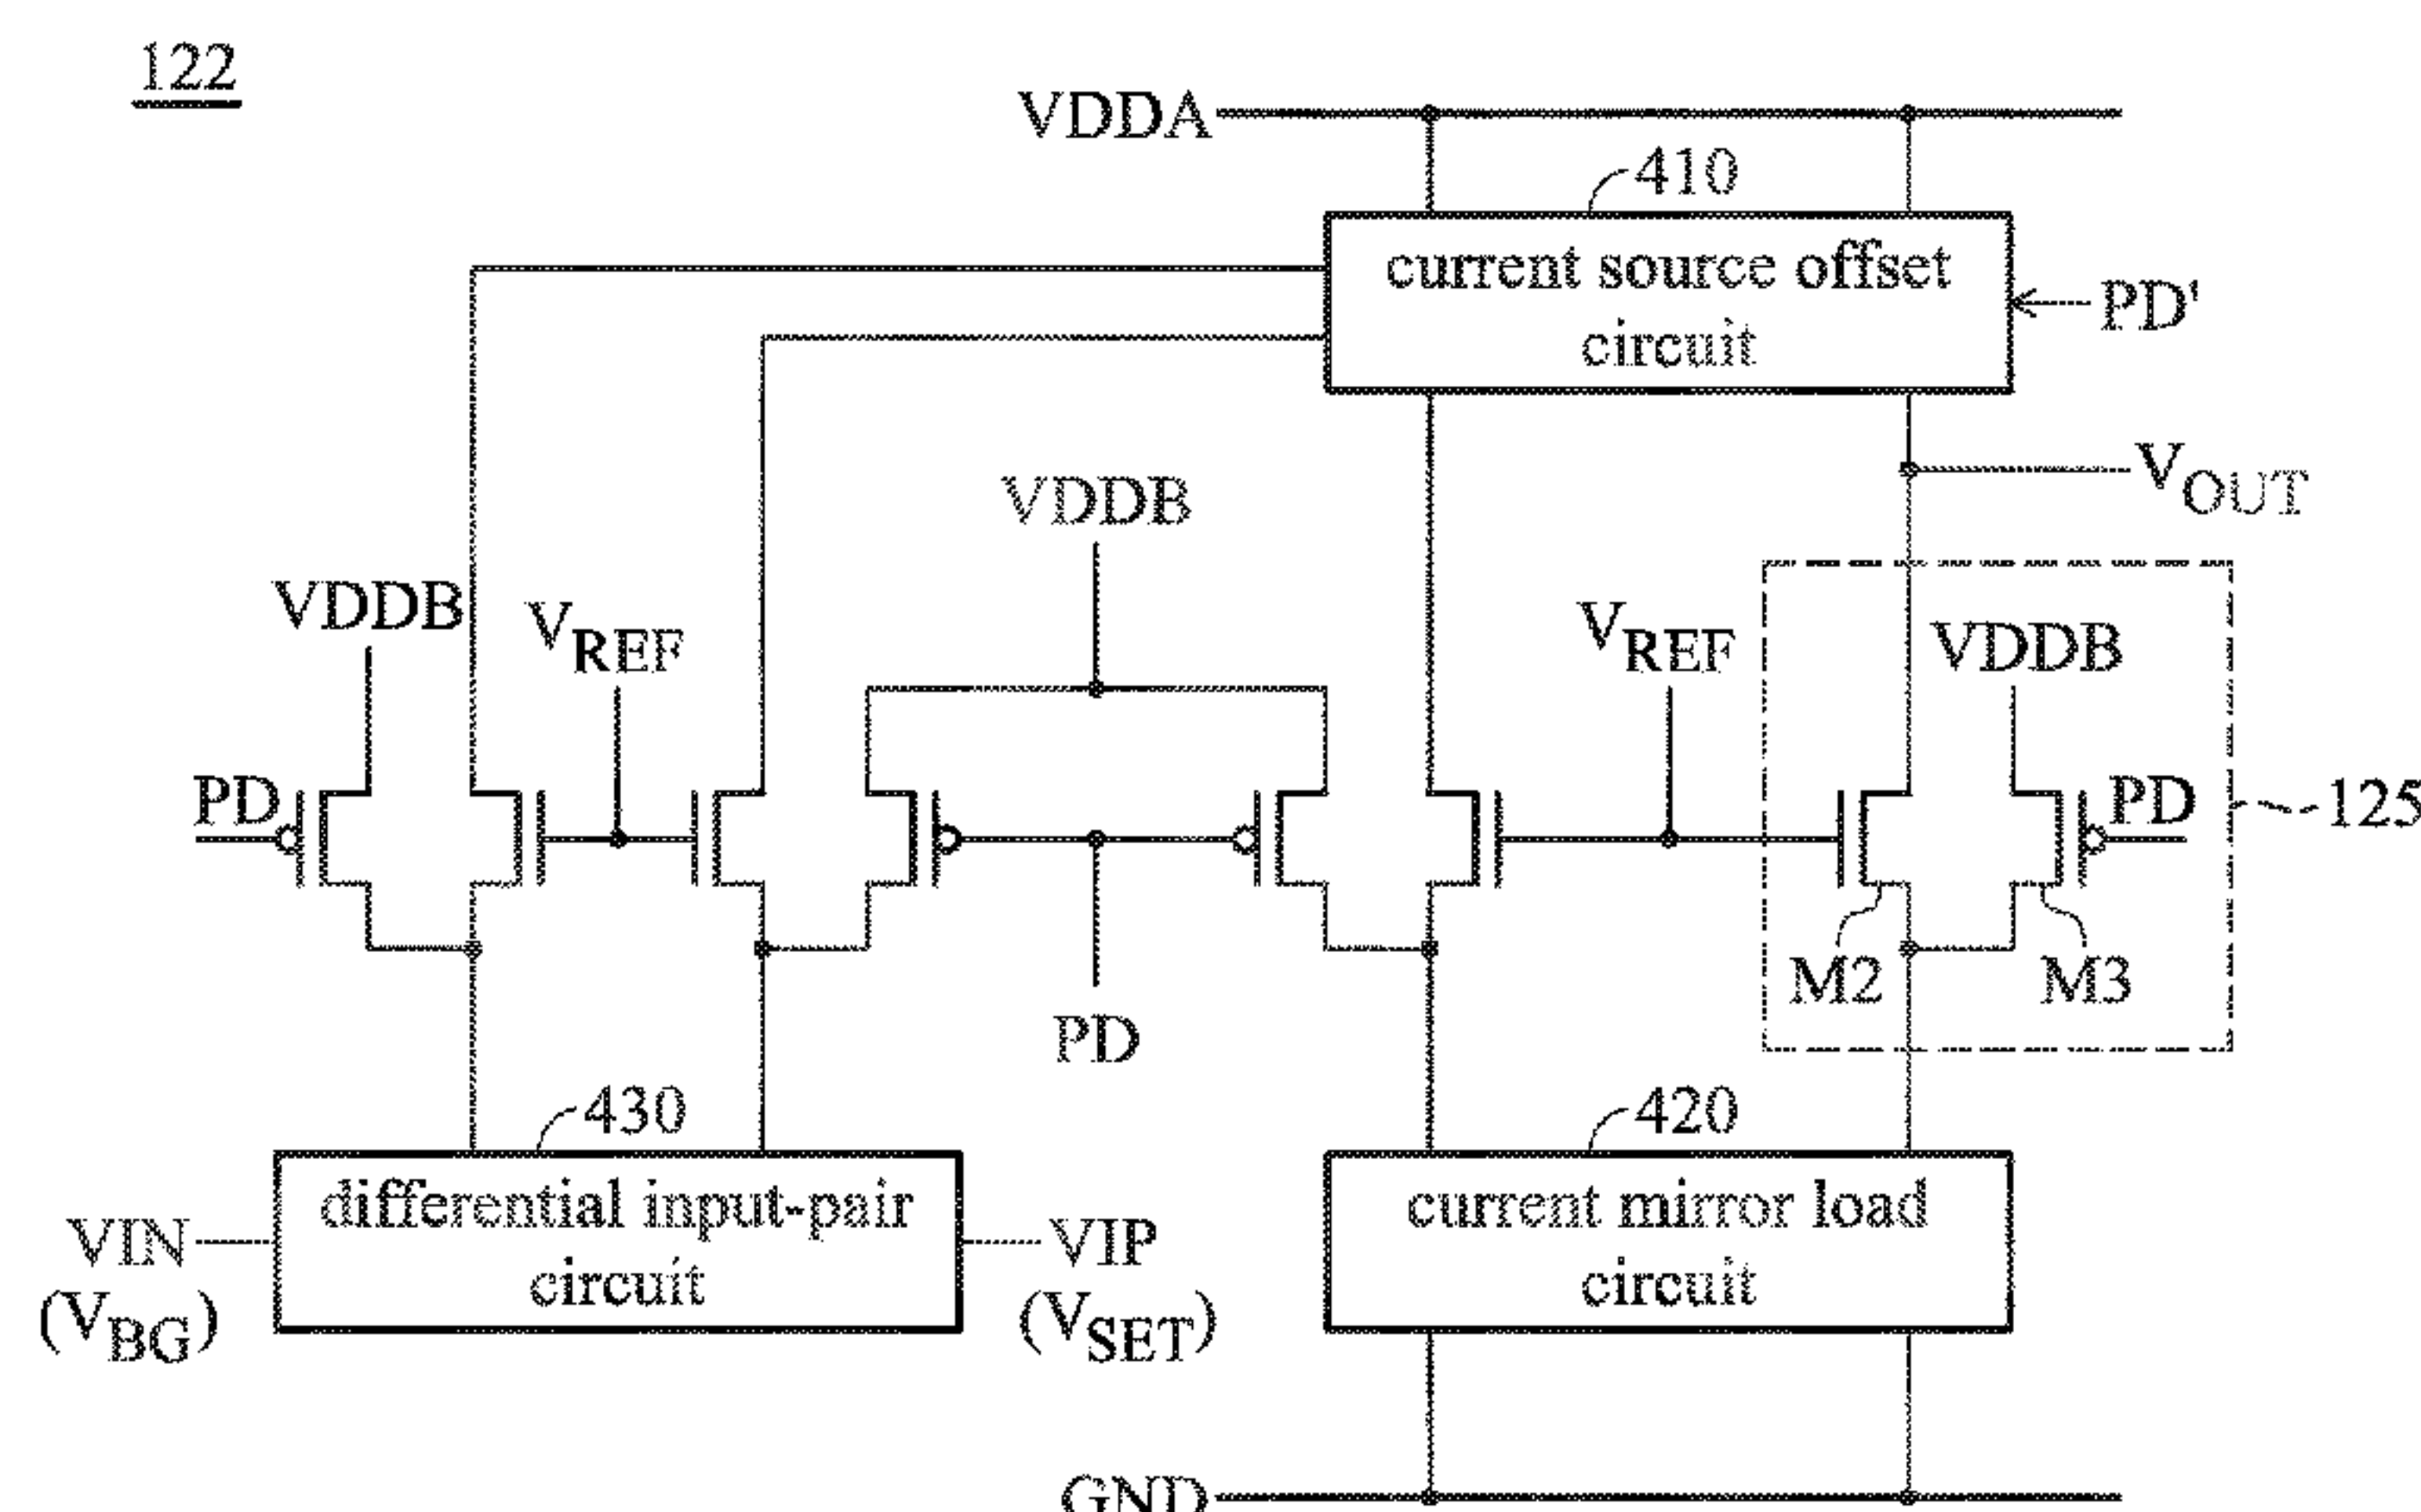 122
VDDA
410
current source offset
circuit
PD'
VOUT
VDDB
VDDB
VREF
VREF
VDDB
PD
PD
125
M2
M3
PD
430
420
differential input-pair
circuit
current mirror load
circuit
VIN
(VBG)
VIP
(VSET)
GND